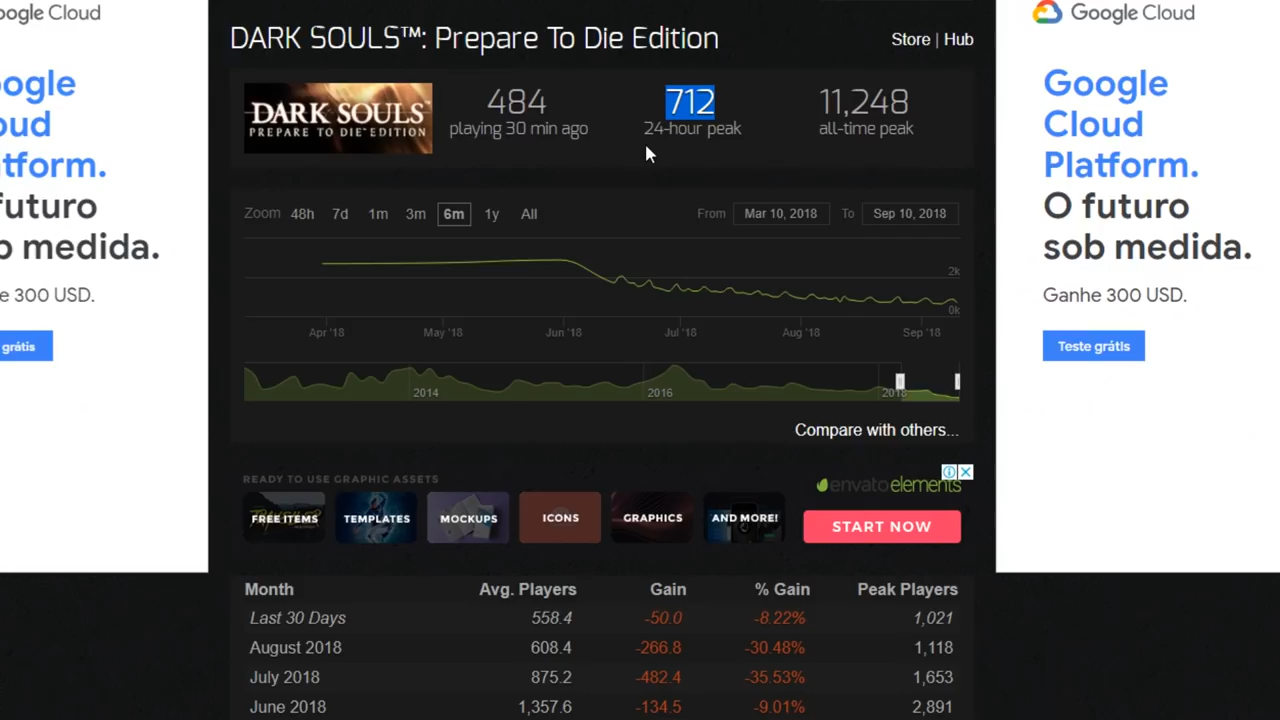 oogle Cloud
oogle
oud
atform.
futuro
b medida.
e 300 USD.
grátis
DARK SOULS™: Prepare To Die Edition
Store | Hub
DARK SOULS
PREPARE TO DIE EDITION
484
playing 30 min ago
712
24-hour peak
11,248
all-time peak
Zoom 48h 7d 1m 3m 6m 1y All
From Mar 10, 2018 To Sep 10, 2018
2k
0k
Apr '18 May '18 Jun '18 Jul '18 Aug '18 Sep '18
2014 2016 2018
Compare with others...
READY TO USE GRAPHIC ASSETS
FREE ITEMS
TEMPLATES
MOCKUPS
ICONS
GRAPHICS
AND MORE!
envatoelements
START NOW
Month Avg. Players Gain % Gain Peak Players
Last 30 Days 558.4 -50.0 -8.22% 1,021
August 2018 608.4 -266.8 -30.48% 1,118
July 2018 875.2 -482.4 -35.53% 1,653
June 2018 1,357.6 -134.5 -9.01% 2,891
Google Cloud
Google
Cloud
Platform.
O futuro
sob medida.
Ganhe 300 USD.
Teste grátis